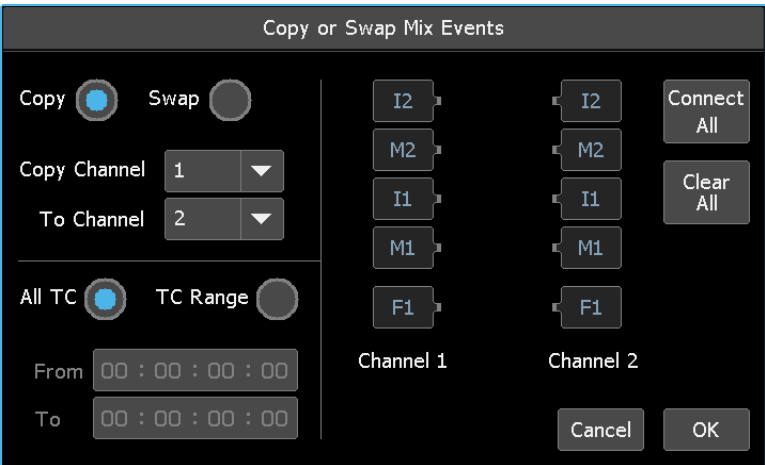 Copy or Swap Mix Events
Copy Swap
Copy Channel 1
To Channel 2
All TC TC Range
From 00 : 00 : 00 : 00
To 00 : 00 : 00 : 00
I2 I2
M2 M2
I1 I1
M1 M1
F1 F1
Channel 1 Channel 2
Connect
All
Clear
All
Cancel OK